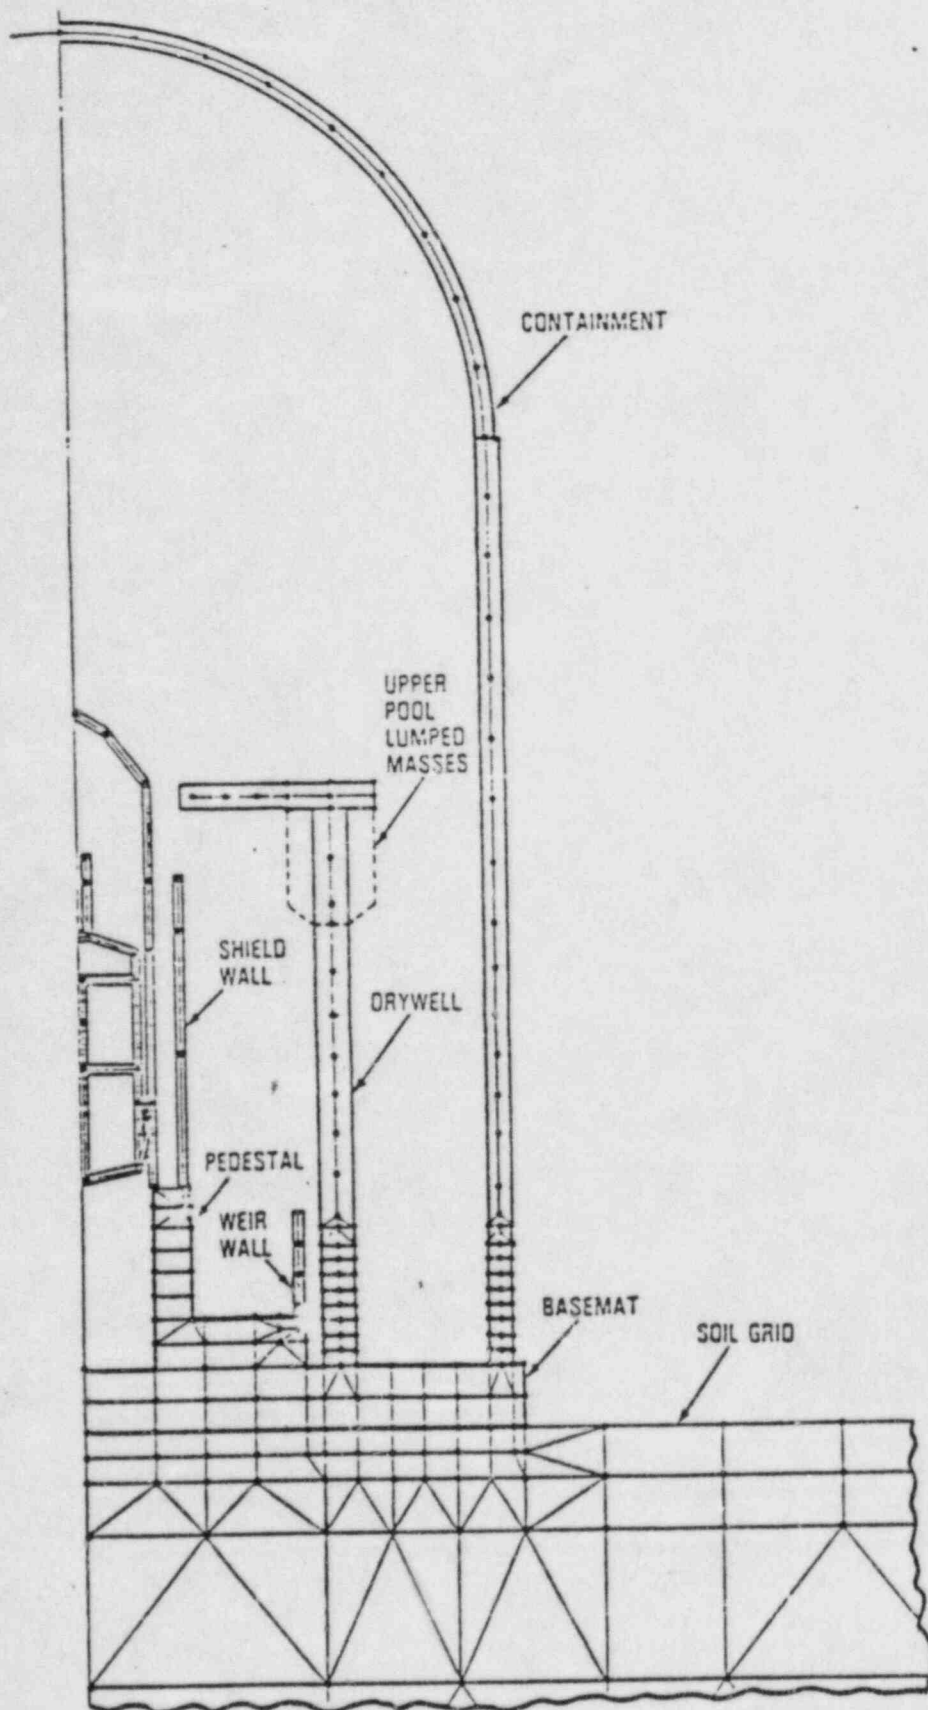 CONTAINMENT
UPPER
POOL
LUMPED
MASSES
SHIELD
WALL
DRYWELL
PEDESTAL
WEIR
WALL
BASEMAT
SOIL GRID